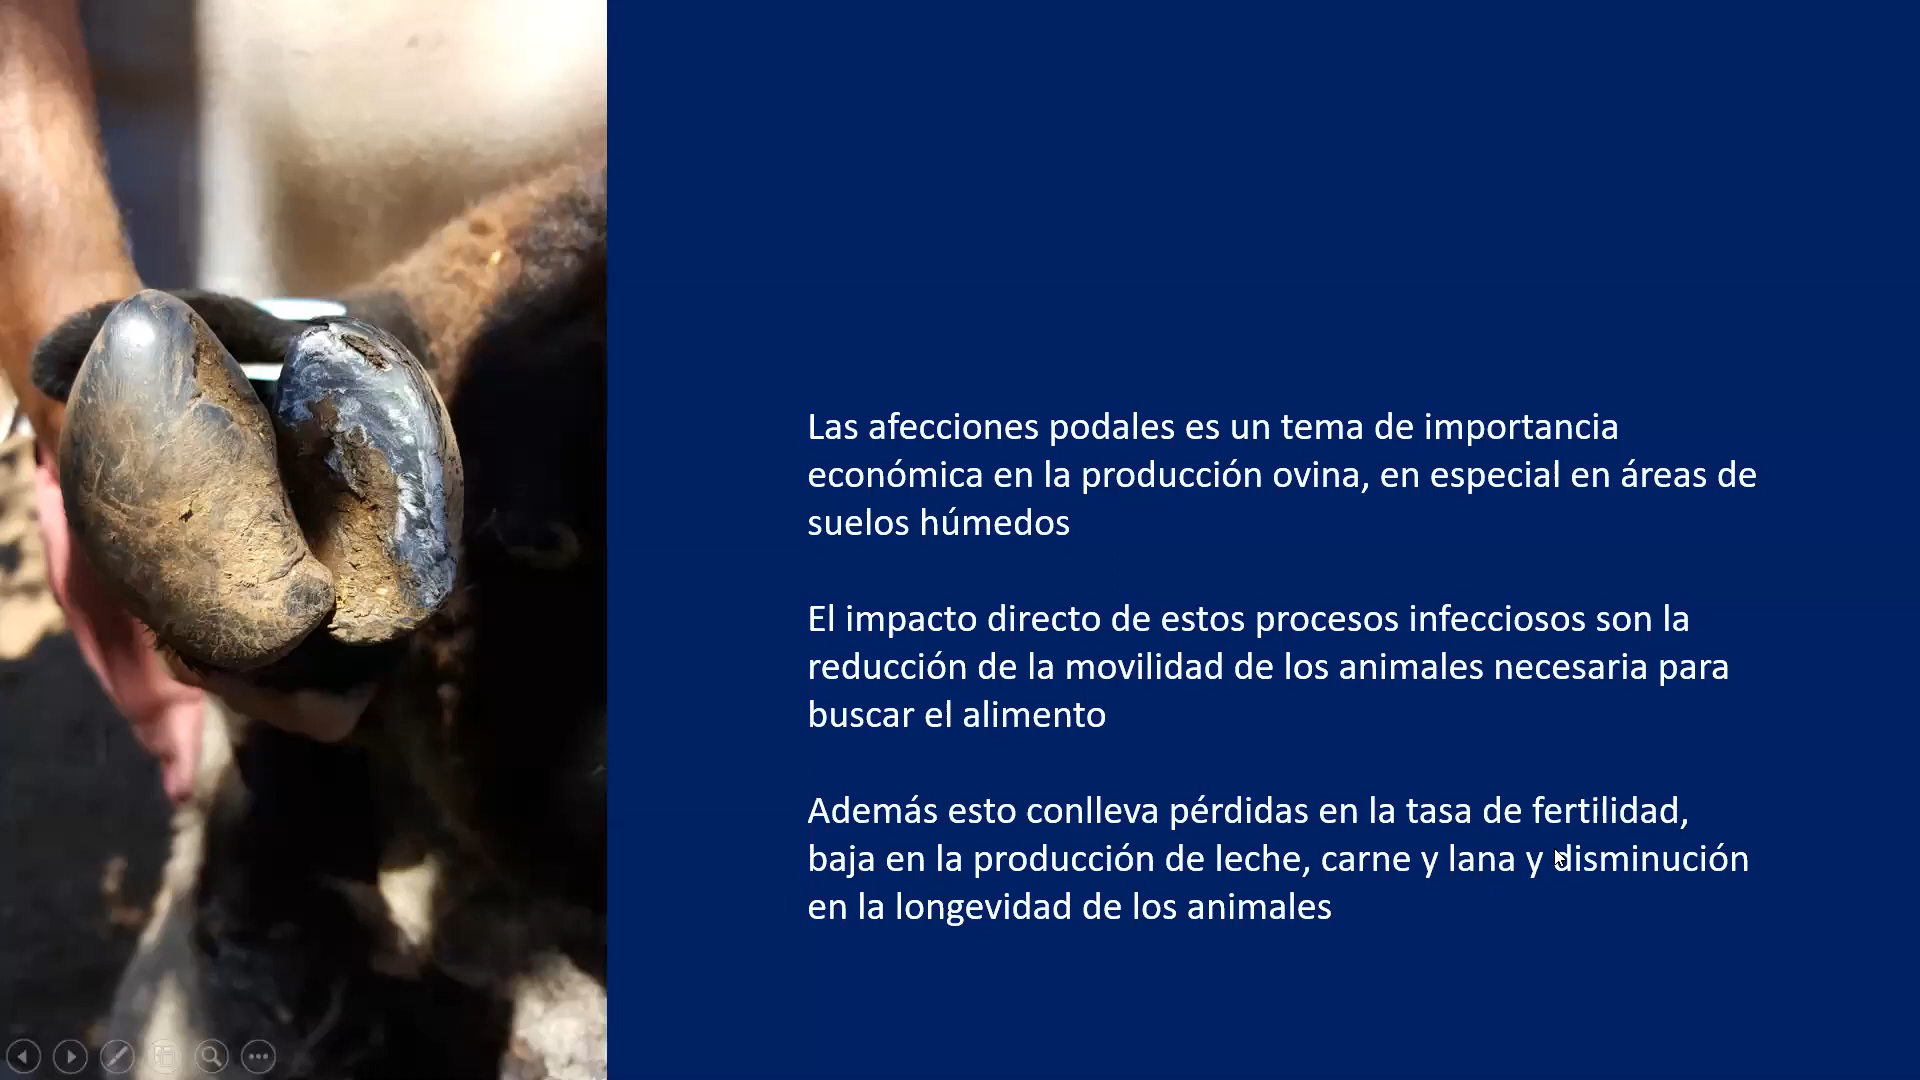 Las afecciones podales es un tema de importancia
económica en la producción ovina, en especial en áreas de
suelos húmedos
El impacto directo de estos procesos infecciosos son la
reducción de la movilidad de los animales necesaria para
buscar el alimento
Además esto conlleva pérdidas en la tasa de fertilidad,
baja en la producción de leche, carne y lana y disminución
en la longevidad de los animales